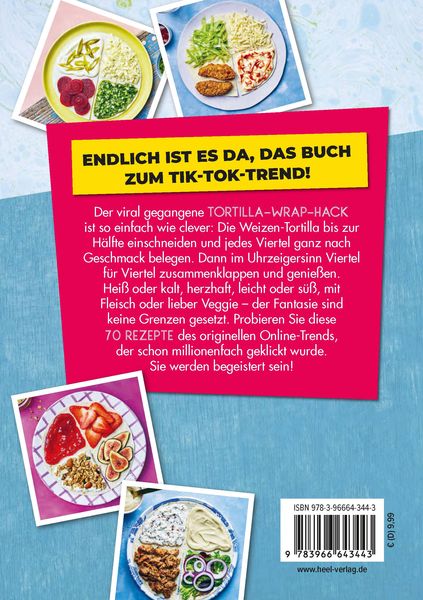 ENDLICH IST ES DA, DAS BUCH
ZUM TIK-TOK-TREND!
Der viral gegangene TORTILLA-WRAP-HACK
ist so einfach wie clever: Die Weizen-Tortilla bis zur
Hälfte einschneiden und jedes Viertel ganz nach
Geschmack belegen. Dann im Uhrzeigersinn Viertel
für Viertel zusammenklappen und genießen.
Heiß oder kalt, herzhaft, leicht oder süß, mit
Fleisch oder lieber Veggie – der Fantasie sind
keine Grenzen gesetzt. Probieren Sie diese
70 REZEPTE des originellen Online-Trends,
der schon millionenfach geklickt wurde.
Sie werden begeistert sein!
ISBN 978-3-96664-344-3
9 783966 643443
€ (D) 9,99
www.heel-verlag.de